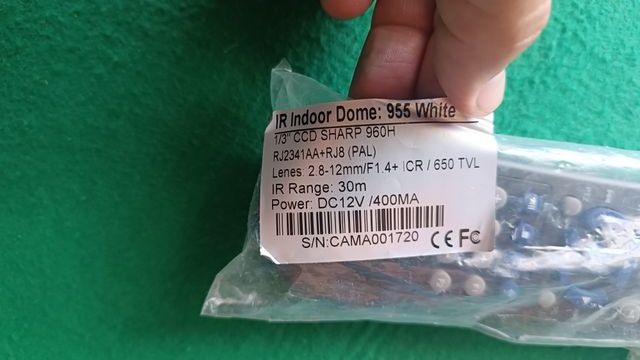 IR Indoor Dome: 955 White
1/3" CCD SHARP 960H
RJ2341AA+RJ8 (PAL)
Lenes: 2.8-12mm/F1.4+ ICR / 650 TVL
IR Range: 30m
Power: DC12V /400MA
S/N:CAMA001720 CE FC